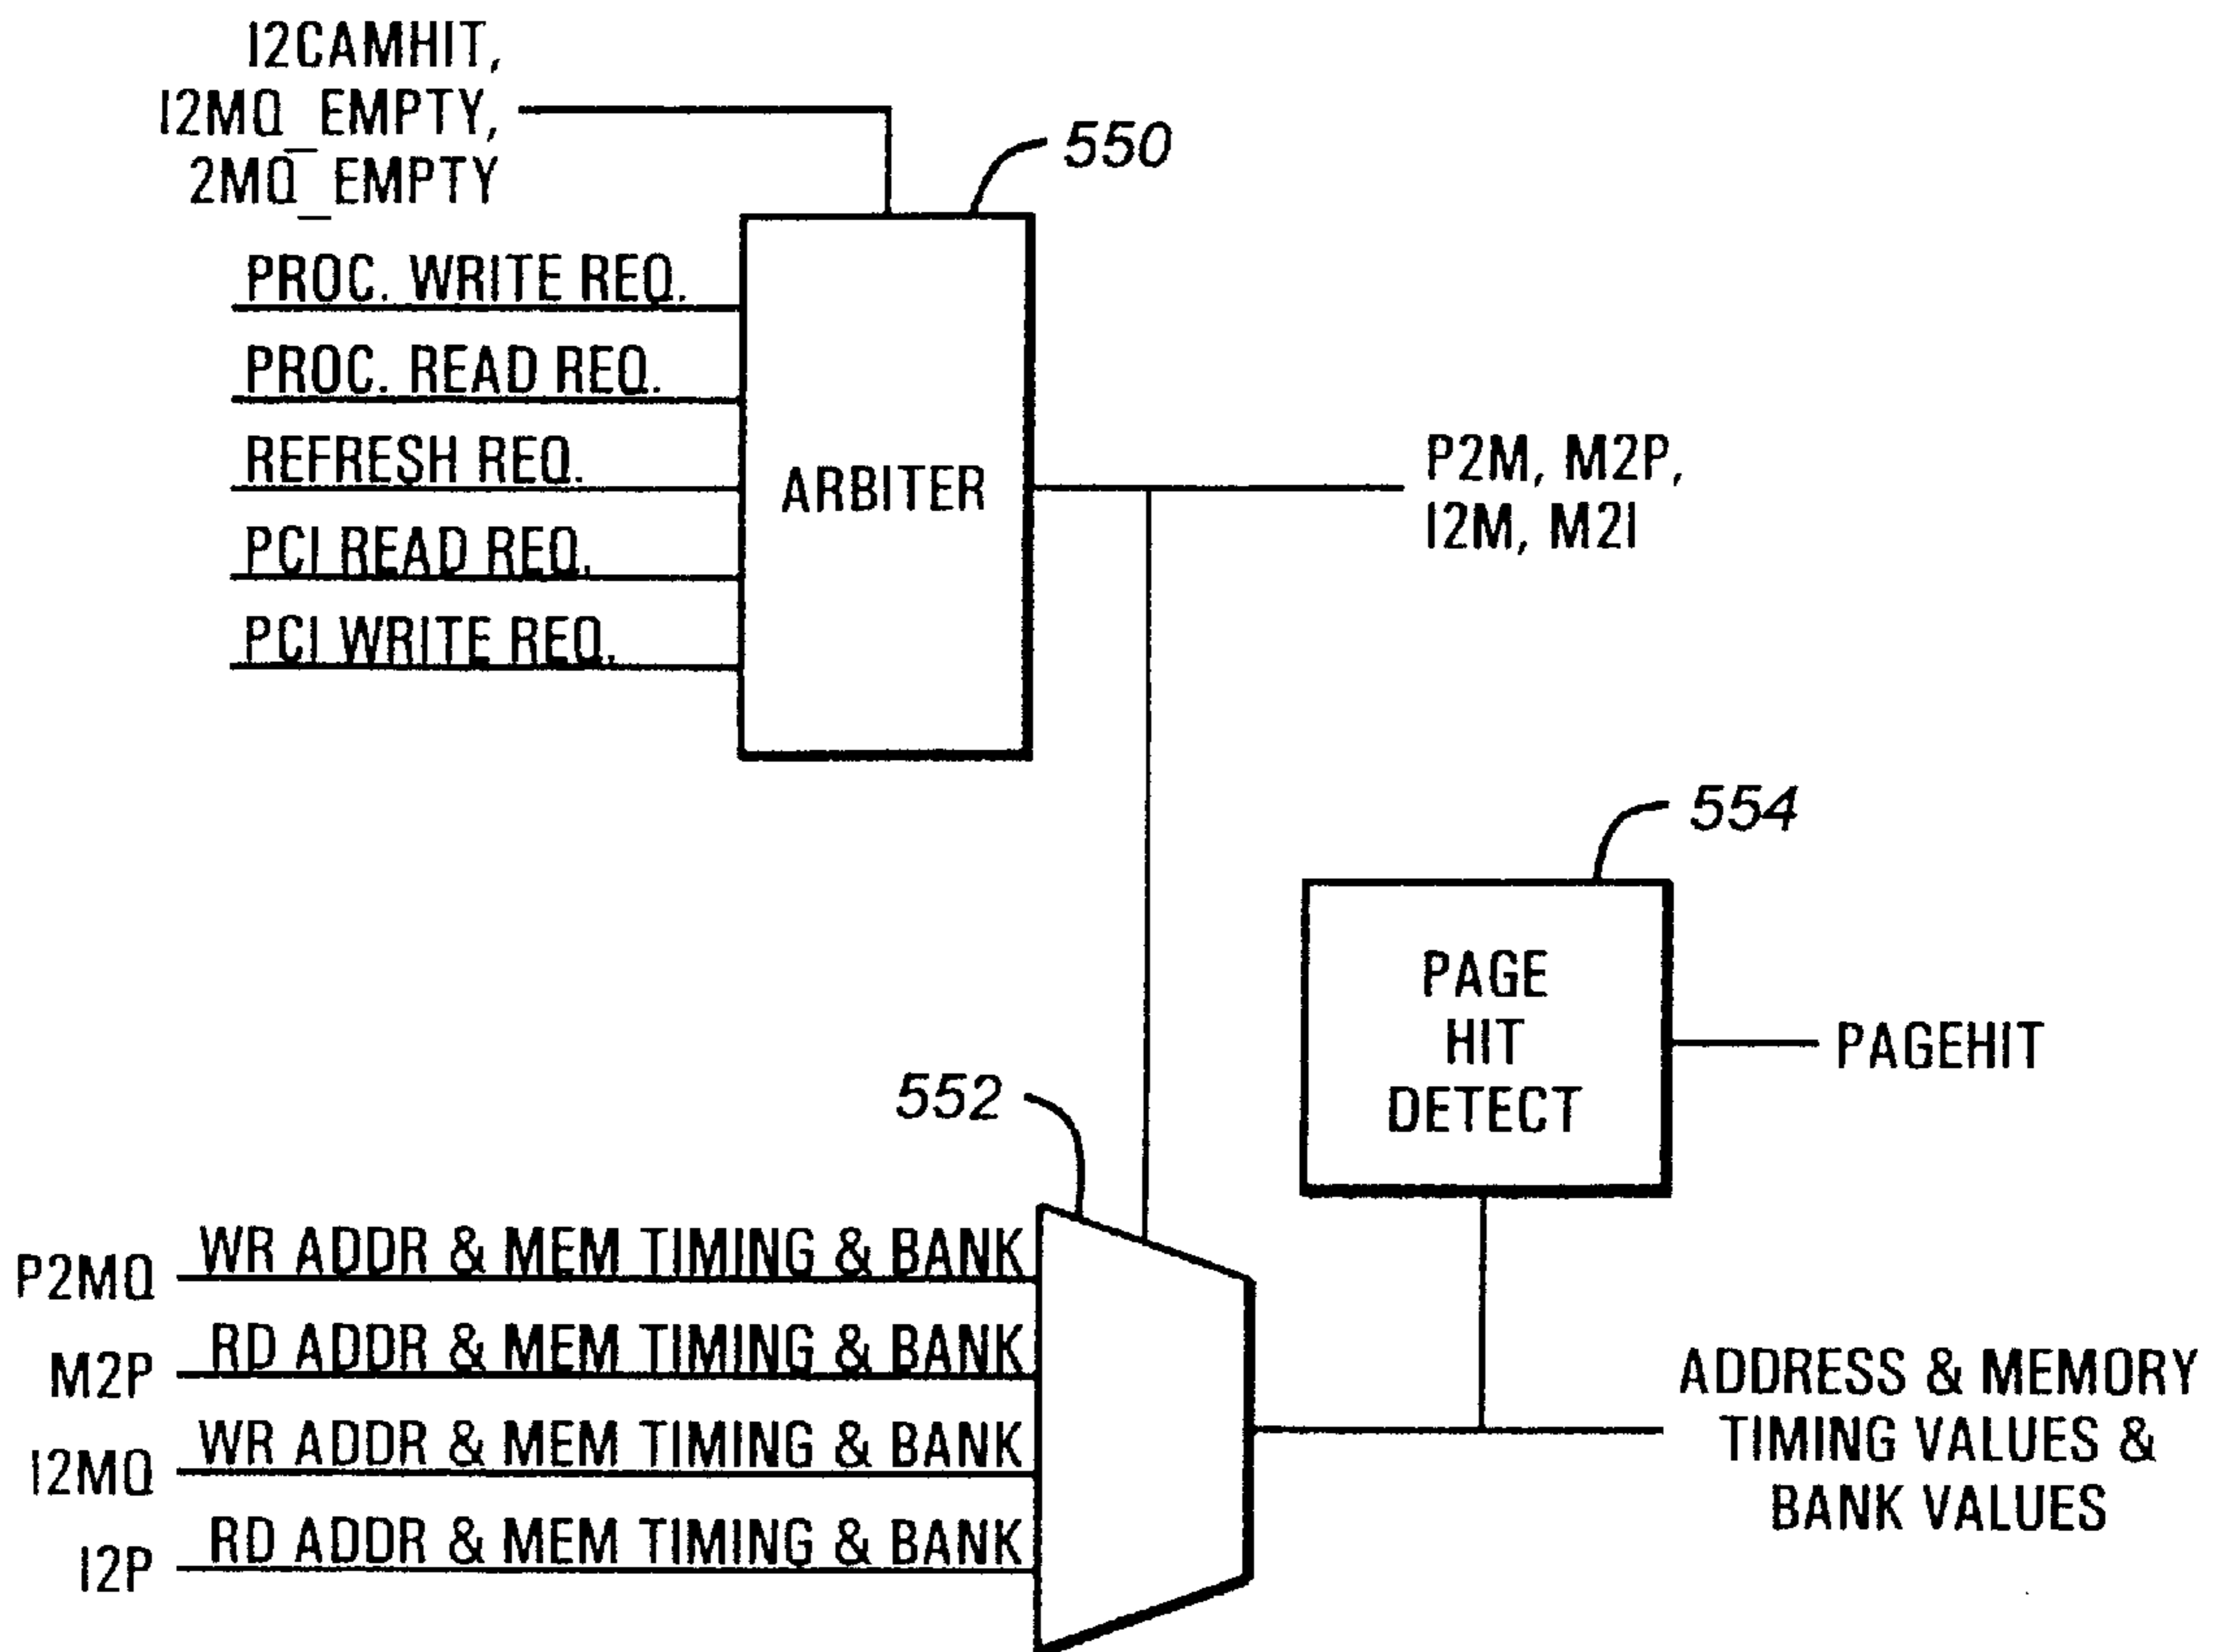 I2CAMHIT,
I2MQ_EMPTY,
2MQ_EMPTY
550
PROC. WRITE REQ.
PROC. READ REQ.
REFRESH REQ.
PCI READ REQ.
PCI WRITE REQ.
ARBITER
P2M, M2P,
I2M, M2I
554
PAGE
HIT
DETECT
PAGEHIT
552
P2MQ WR ADDR & MEM TIMING & BANK
M2P RD ADDR & MEM TIMING & BANK
I2MQ WR ADDR & MEM TIMING & BANK
I2P RD ADDR & MEM TIMING & BANK
ADDRESS & MEMORY
TIMING VALUES &
BANK VALUES